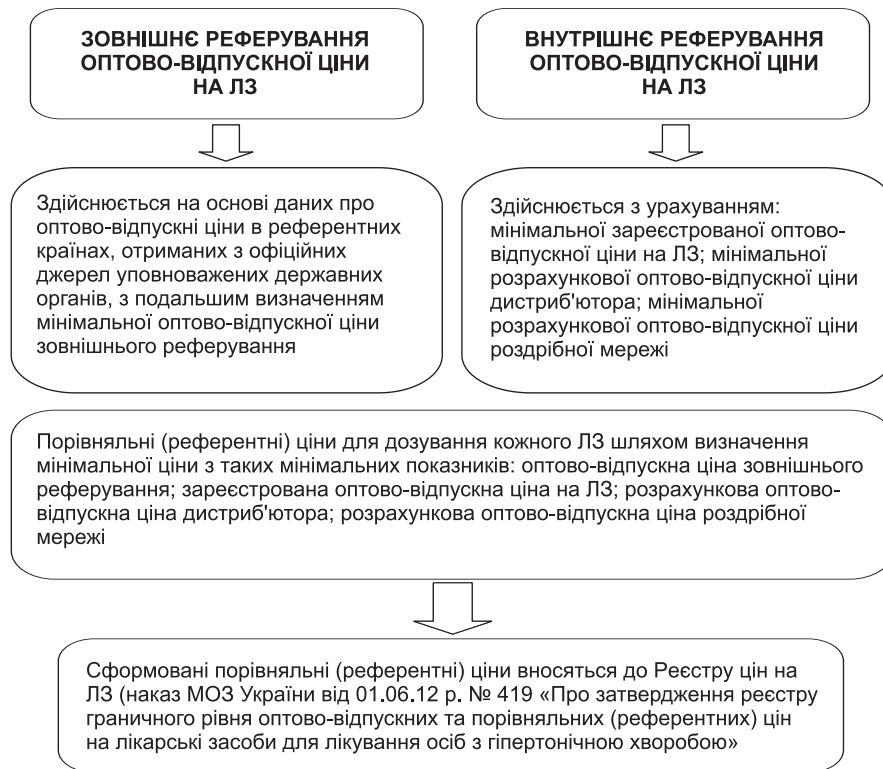 ЗОВНІШНЄ РЕФЕРУВАННЯ
ОПТОВО-ВІДПУСКНОЇ ЦІНИ
НА ЛЗ
ВНУТРІШНЄ РЕФЕРУВАННЯ
ОПТОВО-ВІДПУСКНОЇ ЦІНИ
НА ЛЗ
Здійснюється на основі даних про
оптово-відпускні ціни в референтних
країнах, отриманих з офіційних
джерел уповноважених державних
органів, з подальшим визначенням
мінімальної оптово-відпускної ціни
зовнішнього реферування
Здійснюється з урахуванням:
мінімальної зареєстрованої оптово-
відпускної ціни на ЛЗ; мінімальної
розрахункової оптово-відпускної ціни
дистриб'ютора; мінімальної
розрахункової оптово-відпускної ціни
роздрібної мережі
Порівняльні (референтні) ціни для дозування кожного ЛЗ шляхом визначення
мінімальної ціни з таких мінімальних показників: оптово-відпускна ціна зовнішнього
реферування; зареєстрована оптово-відпускна ціна на ЛЗ; розрахункова оптово-
відпускна ціна дистриб'ютора; розрахункова оптово-відпускна ціна роздрібної
мережі
Сформовані порівняльні (референтні) ціни вносяться до Реєстру цін на
ЛЗ (наказ МОЗ України від 01.06.12 р. № 419 «Про затвердження реєстру
граничного рівня оптово-відпускних та порівняльних (референтних) цін
на лікарські засоби для лікування осіб з гіпертонічною хворобою»